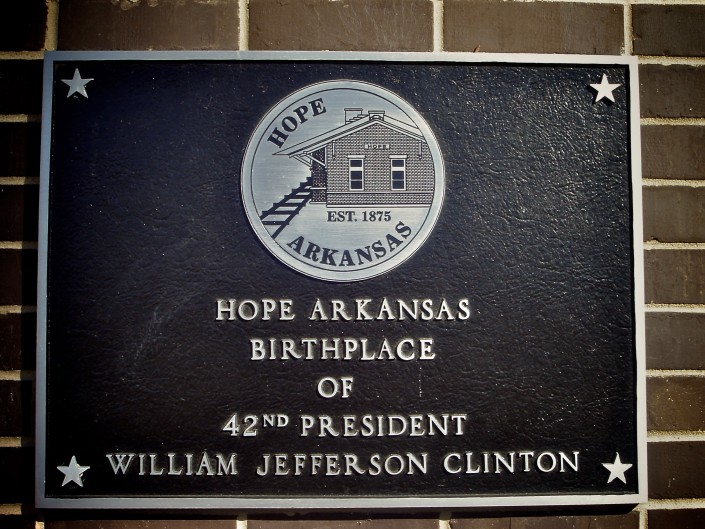 HOPE
HOPE
EST. 1875
ARKANSAS
HOPE ARKANSAS
BIRTHPLACE
OF
42ND PRESIDENT
WILLIAM JEFFERSON CLINTON